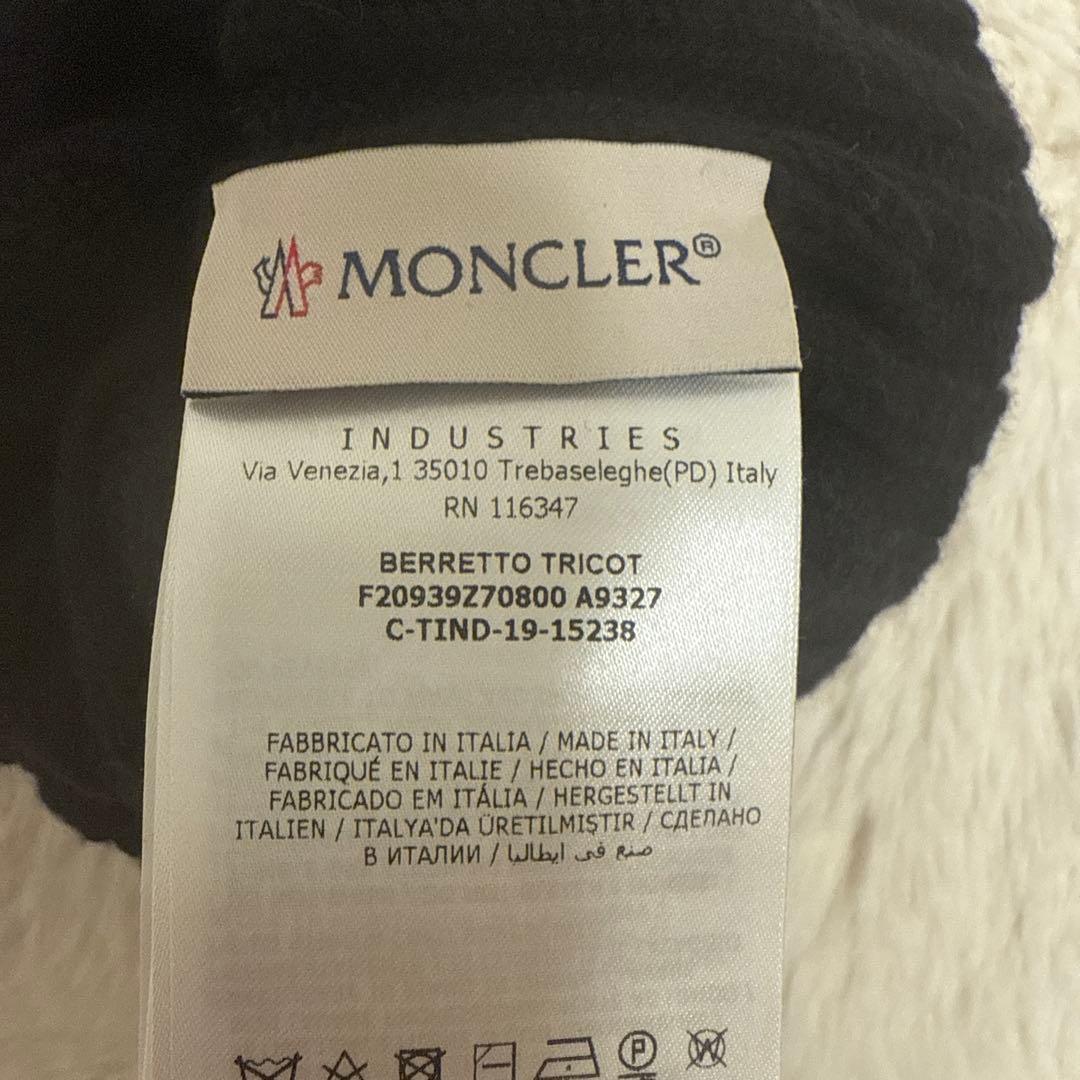 MONCLER®
INDUSTRIES
Via Venezia,1 35010 Trebaseleghe(PD) Italy
RN 116347
BERRETTO TRICOT
F20939Z70800 A9327
C-TIND-19-15238
FABBRICATO IN ITALIA / MADE IN ITALY /
FABRIQUÉ EN ITALIE / HECHO EN ITALIA /
FABRICADO EM ITÁLIA / HERGESTELLT IN
ITALIEN / ITALYA'DA ÜRETILMIŞTIR / СДЕЛАНО
В ИТАЛИИ / صنع في ايطاليا
P W